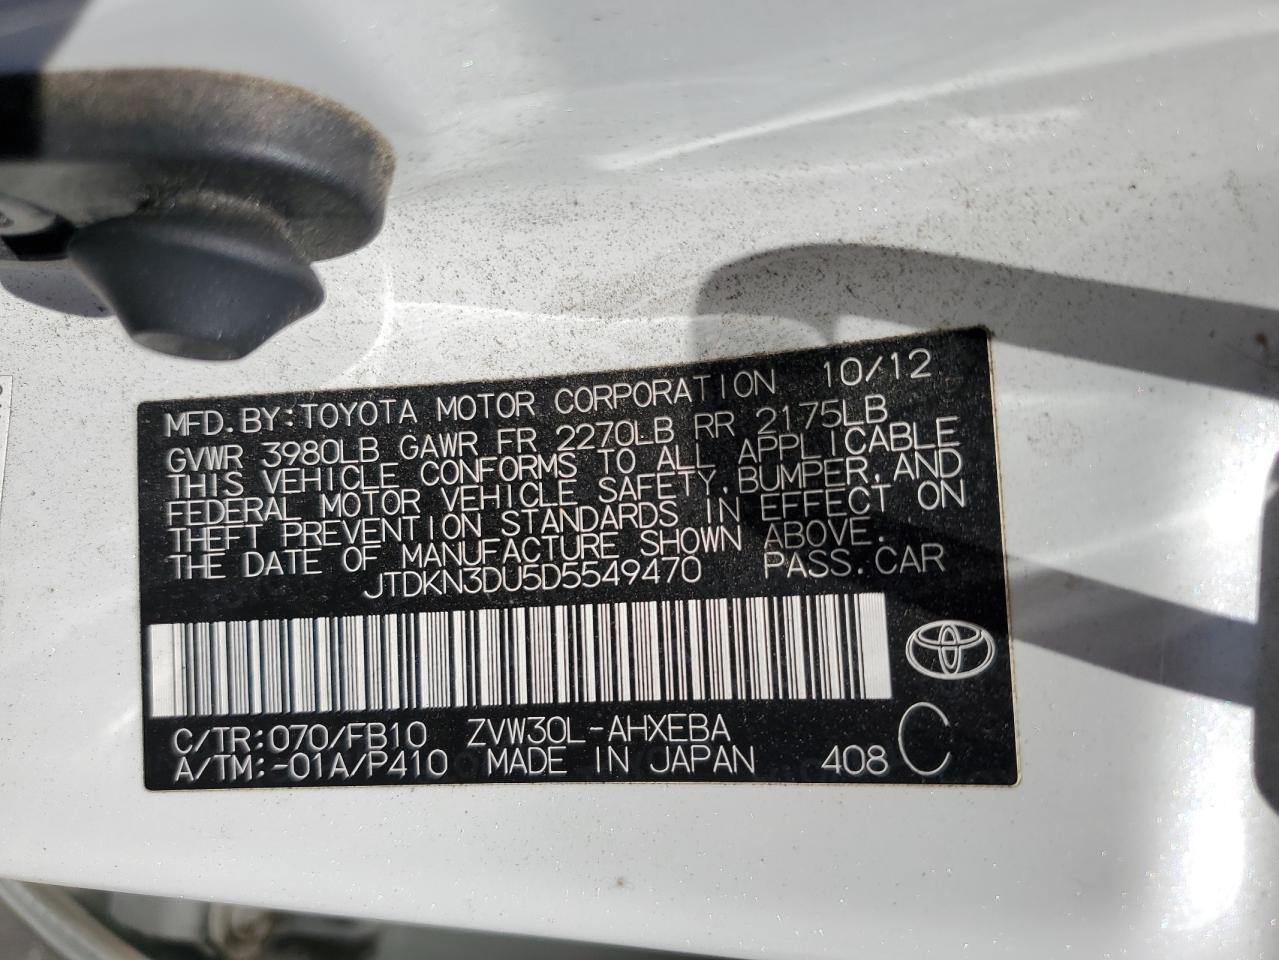 MFD. BY: TOYOTA MOTOR CORPORATION 10/12
GVWR 3980LB GAWR FR 2270LB RR 2175LB
THIS VEHICLE CONFORMS TO ALL APPLICABLE
FEDERAL MOTOR VEHICLE SAFETY, BUMPER, AND
THEFT PREVENTION STANDARDS IN EFFECT ON
THE DATE OF MANUFACTURE SHOWN ABOVE.
JTDKN3DU5D5549470 PASS. CAR
C/TR: 070/FB10 ZVW30L-AHXEBA
A/TM: -01A/P410 MADE IN JAPAN 408 C